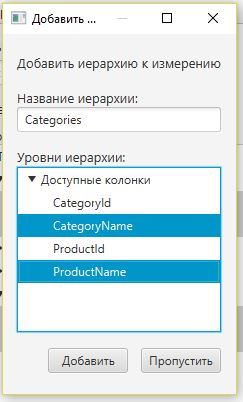 Добавить ...
Добавить иерархию к измерению
Название иерархии:
Categories
Уровни иерархии:
Доступные колонки
CategoryId
CategoryName
ProductId
ProductName
Добавить
Пропустить